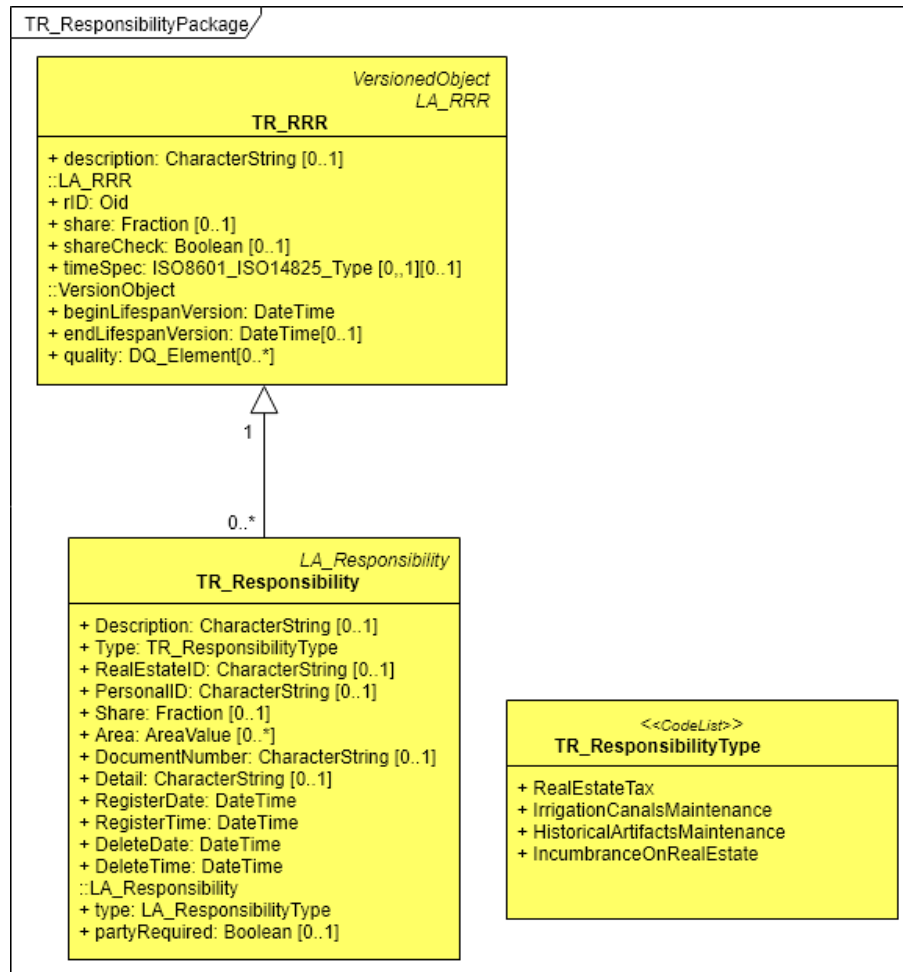 TR_ResponsibilityPackage
VersionedObject
LA_RRR
TR_RRR
+ description: CharacterString [0..1]
::LA_RRR
+ rID: Oid
+ share: Fraction [0..1]
+ shareCheck: Boolean [0..1]
+ timeSpec: ISO8601_ISO14825_Type [0,,1][0..1]
::VersionObject
+ beginLifespanVersion: DateTime
+ endLifespanVersion: DateTime[0..1]
+ quality: DQ_Element[0..*]
1
0..*
LA_Responsibility
TR_Responsibility
+ Description: CharacterString [0..1]
+ Type: TR_ResponsibilityType
+ RealEstateID: CharacterString [0..1]
+ PersonalID: CharacterString [0..1]
+ Share: Fraction [0..1]
+ Area: AreaValue [0..*]
+ DocumentNumber: CharacterString [0..1]
+ Detail: CharacterString [0..1]
+ RegisterDate: DateTime
+ RegisterTime: DateTime
+ DeleteDate: DateTime
+ DeleteTime: DateTime
::LA_Responsibility
+ type: LA_ResponsibilityType
+ partyRequired: Boolean [0..1]
<<CodeList>>
TR_ResponsibilityType
+ RealEstateTax
+ IrrigationCanalsMaintenance
+ HistoricalArtifactsMaintenance
+ IncumbranceOnRealEstate